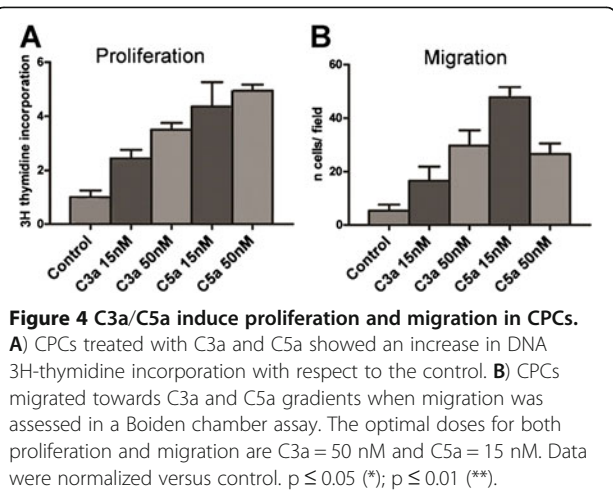 A
B
Proliferation
Migration
3H thymidine incorporation
6
4
2
0
Control
C3a 15nM
C3a 50nM
C5a 15nM
C5a 50nM
n cells/ field
60
40
20
0
Control
C3a 15nM
C3a 50nM
C5a 15nM
C5a 50nM
Figure 4 C3a/C5a induce proliferation and migration in CPCs.
A) CPCs treated with C3a and C5a showed an increase in DNA
3H-thymidine incorporation with respect to the control. B) CPCs
migrated towards C3a and C5a gradients when migration was
assessed in a Boiden chamber assay. The optimal doses for both
proliferation and migration are C3a = 50 nM and C5a = 15 nM. Data
were normalized versus control. p ≤ 0.05 (*); p ≤ 0.01 (**).